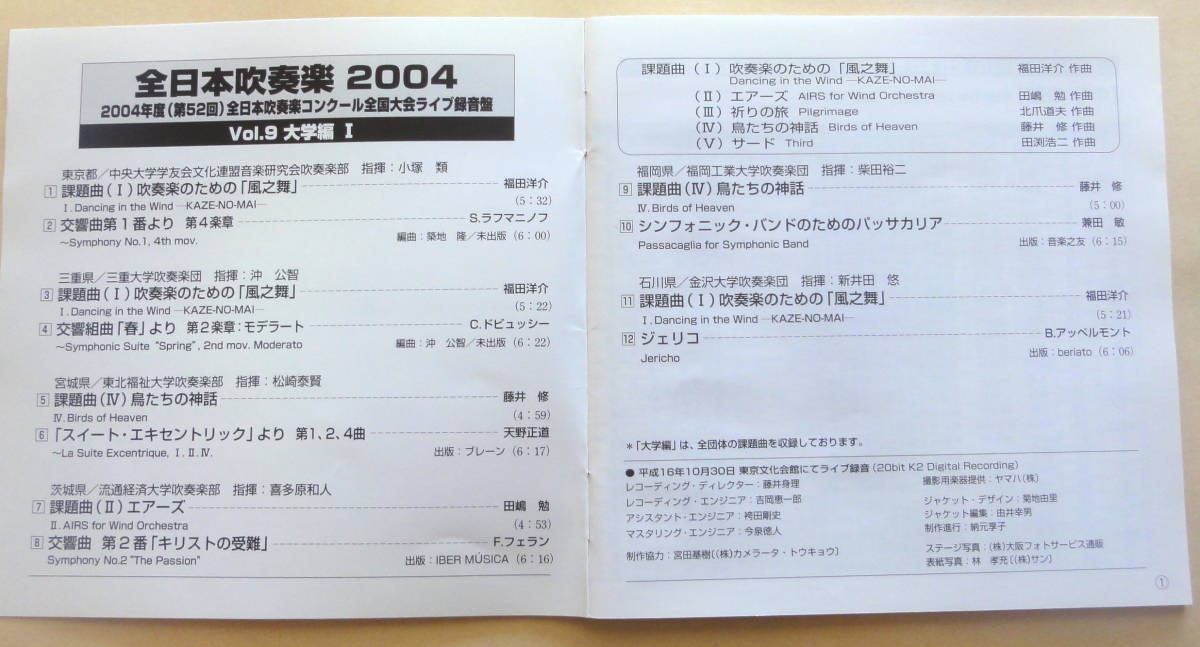 全日本吹奏楽 2004
2004年度(第52回)全日本吹奏楽コンクール全国大会ライブ録音盤
Vol.9 大学編 Ⅰ
東京都／中央大学学友会文化連盟音楽研究会吹奏楽部 指揮：小塚 類
1 課題曲(Ⅰ)吹奏楽のための「風之舞」 福田洋介
Ⅰ.Dancing in the Wind —KAZE-NO-MAI— (5：32)
2 交響曲第1番より 第4楽章 S.ラフマニノフ
～Symphony No.1, 4th mov. 編曲：築地 隆／未出版(6：00)
三重県／三重大学吹奏楽団 指揮：沖 公智
3 課題曲(Ⅰ)吹奏楽のための「風之舞」 福田洋介
Ⅰ.Dancing in the Wind —KAZE-NO-MAI— (5：22)
4 交響組曲「春」より 第2楽章：モデラート C.ドビュッシー
～Symphonic Suite "Spring", 2nd mov. Moderato 編曲：沖 公智／未出版(6：22)
宮城県／東北福祉大学吹奏楽部 指揮：松崎泰賢
5 課題曲(Ⅳ)鳥たちの神話 藤井 修
Ⅳ.Birds of Heaven (4：59)
6 「スイート・エキセントリック」より 第1、2、4曲 天野正道
～La Suite Excentrique, Ⅰ.Ⅱ.Ⅳ. 出版：ブレーン(6：17)
茨城県／流通経済大学吹奏楽部 指揮：喜多原和人
7 課題曲(Ⅱ)エアーズ 田嶋 勉
Ⅱ.AIRS for Wind Orchestra (4：53)
8 交響曲 第2番「キリストの受難」 F.フェラン
Symphony No.2 "The Passion" 出版：IBER MÚSICA (6：16)
課題曲(Ⅰ)吹奏楽のための「風之舞」 福田洋介 作曲
Dancing in the Wind —KAZE-NO-MAI—
(Ⅱ)エアーズ AIRS for Wind Orchestra 田嶋 勉 作曲
(Ⅲ)祈りの旅 Pilgrimage 北爪道夫 作曲
(Ⅳ)鳥たちの神話 Birds of Heaven 藤井 修 作曲
(Ⅴ)サード Third 田渕浩二 作曲
福岡県／福岡工業大学吹奏楽団 指揮：柴田裕二
9 課題曲(Ⅳ)鳥たちの神話 藤井 修
Ⅳ.Birds of Heaven (5：00)
10 シンフォニック・バンドのためのパッサカリア 兼田 敏
Passacaglia for Symphonic Band 出版：音楽之友(6：15)
石川県／金沢大学吹奏楽団 指揮：新井田 悠
11 課題曲(Ⅰ)吹奏楽のための「風之舞」 福田洋介
Ⅰ.Dancing in the Wind —KAZE-NO-MAI— (5：21)
12 ジェリコ B.アッペルモント
Jericho 出版：beriato (6：06)
＊「大学編」は、全団体の課題曲を収録しております。
● 平成16年10月30日 東京文化会館にてライブ録音(20bit K2 Digital Recording)
レコーディング・ディレクター：藤井身理
レコーディング・エンジニア：吉岡恵一郎
アシスタント・エンジニア：袴田剛史
マスタリング・エンジニア：今泉徳人
制作協力：宮田基樹〔(株)カメラータ・トウキョウ〕
撮影用楽器提供：ヤマハ(株)
ジャケット・デザイン：菊地由里
ジャケット編集：由井幸男
制作進行：納元享子
ステージ写真：(株)大阪フォトサービス通販
表紙写真：林 孝充〔(株)サン〕
①